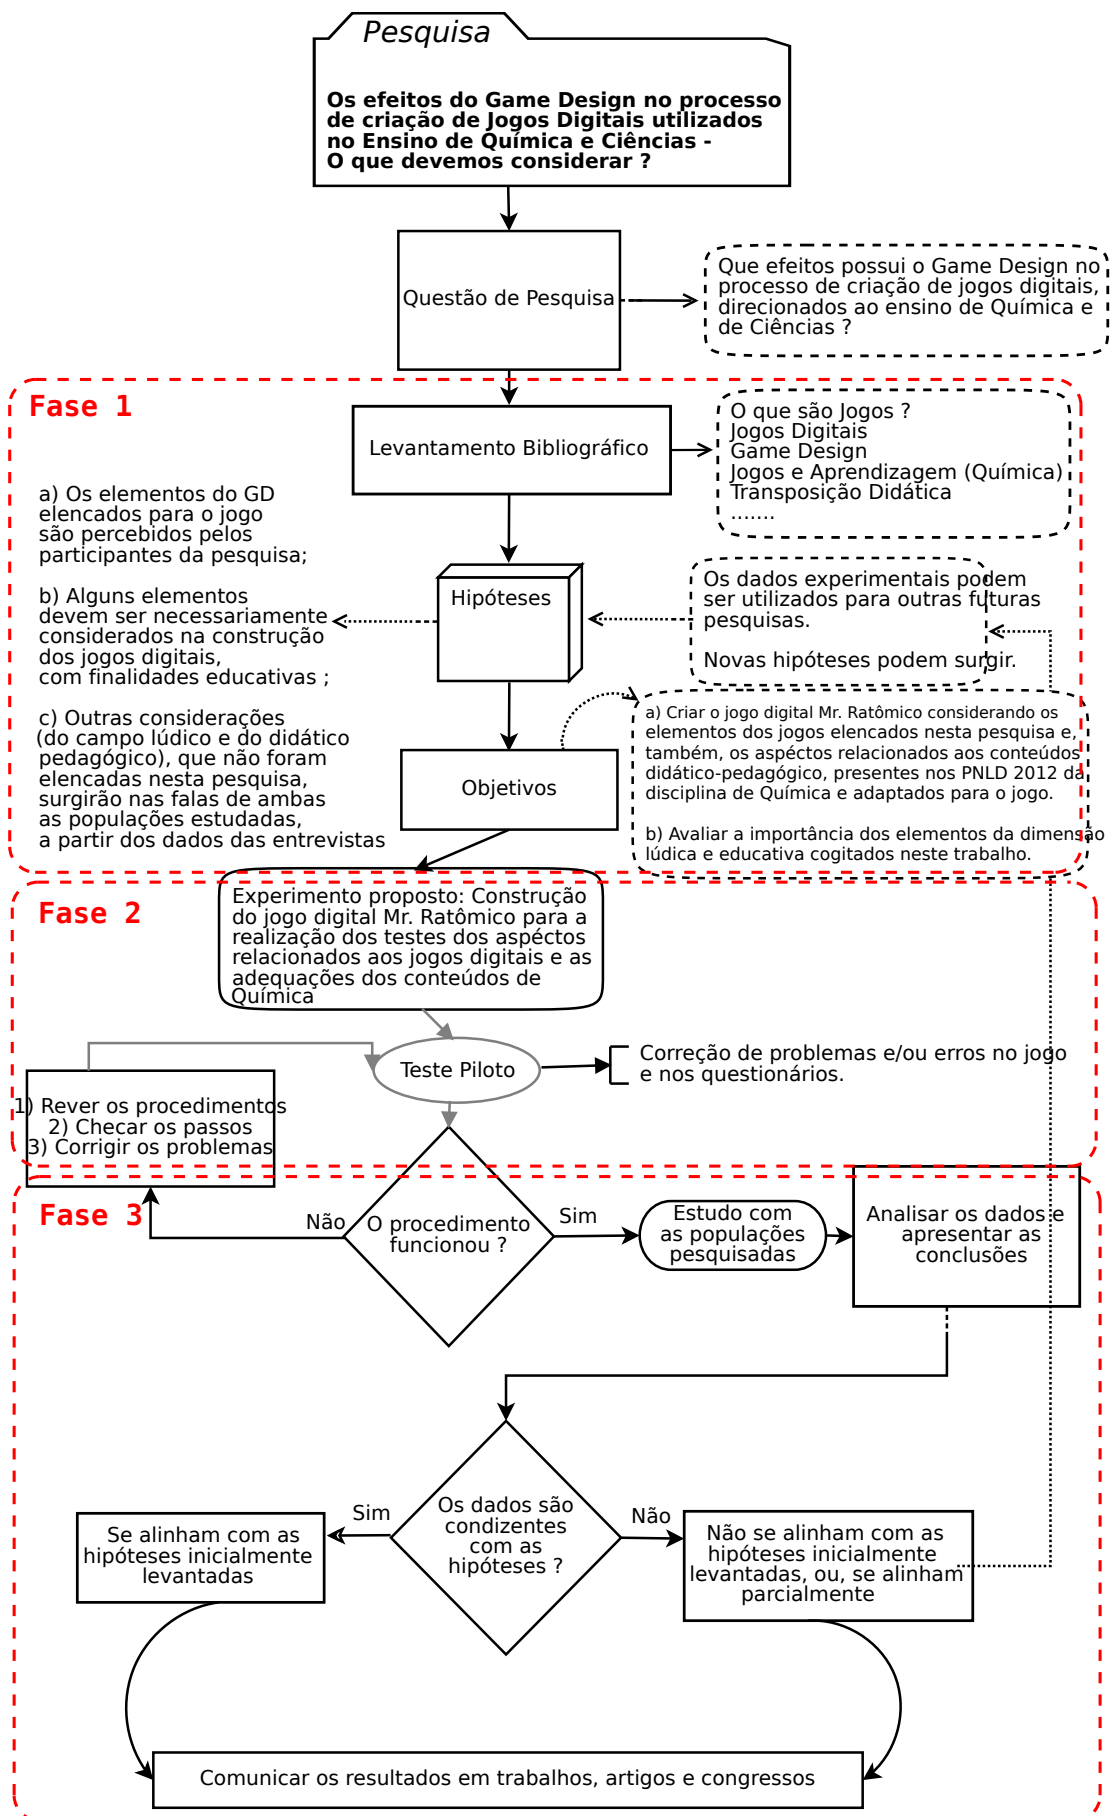 Pesquisa
Os efeitos do Game Design no processo
de criação de Jogos Digitais utilizados
no Ensino de Química e Ciências -
O que devemos considerar ?
Questão de Pesquisa
Que efeitos possui o Game Design no
processo de criação de jogos digitais,
direcionados ao ensino de Química e
de Ciências ?
Fase 1
Levantamento Bibliográfico
O que são Jogos ?
Jogos Digitais
Game Design
Jogos e Aprendizagem (Química)
Transposição Didática
.......
a) Os elementos do GD
elencados para o jogo
são percebidos pelos
participantes da pesquisa;
b) Alguns elementos
devem ser necessariamente
considerados na construção
dos jogos digitais,
com finalidades educativas ;
c) Outras considerações
(do campo lúdico e do didático
pedagógico), que não foram
elencadas nesta pesquisa,
surgirão nas falas de ambas
as populações estudadas,
a partir dos dados das entrevistas
Hipóteses
Os dados experimentais podem
ser utilizados para outras futuras
pesquisas.
Novas hipóteses podem surgir.
Objetivos
a) Criar o jogo digital Mr. Ratômico considerando os
elementos dos jogos elencados nesta pesquisa e,
também, os aspéctos relacionados aos conteúdos
didático-pedagógico, presentes nos PNLD 2012 da
disciplina de Química e adaptados para o jogo.
b) Avaliar a importância dos elementos da dimensão
lúdica e educativa cogitados neste trabalho.
Fase 2
Experimento proposto: Construção
do jogo digital Mr. Ratômico para a
realização dos testes dos aspéctos
relacionados aos jogos digitais e as
adequações dos conteúdos de
Química
Teste Piloto
Correção de problemas e/ou erros no jogo
e nos questionários.
1) Rever os procedimentos
2) Checar os passos
3) Corrigir os problemas
Fase 3
Não
O procedimento
funcionou ?
Sim
Estudo com
as populações
pesquisadas
Analisar os dados e
apresentar as
conclusões
Os dados são
condizentes
com as
hipóteses ?
Sim
Não
Se alinham com as
hipóteses inicialmente
levantadas
Não se alinham com as
hipóteses inicialmente
levantadas, ou, se alinham
parcialmente
Comunicar os resultados em trabalhos, artigos e congressos